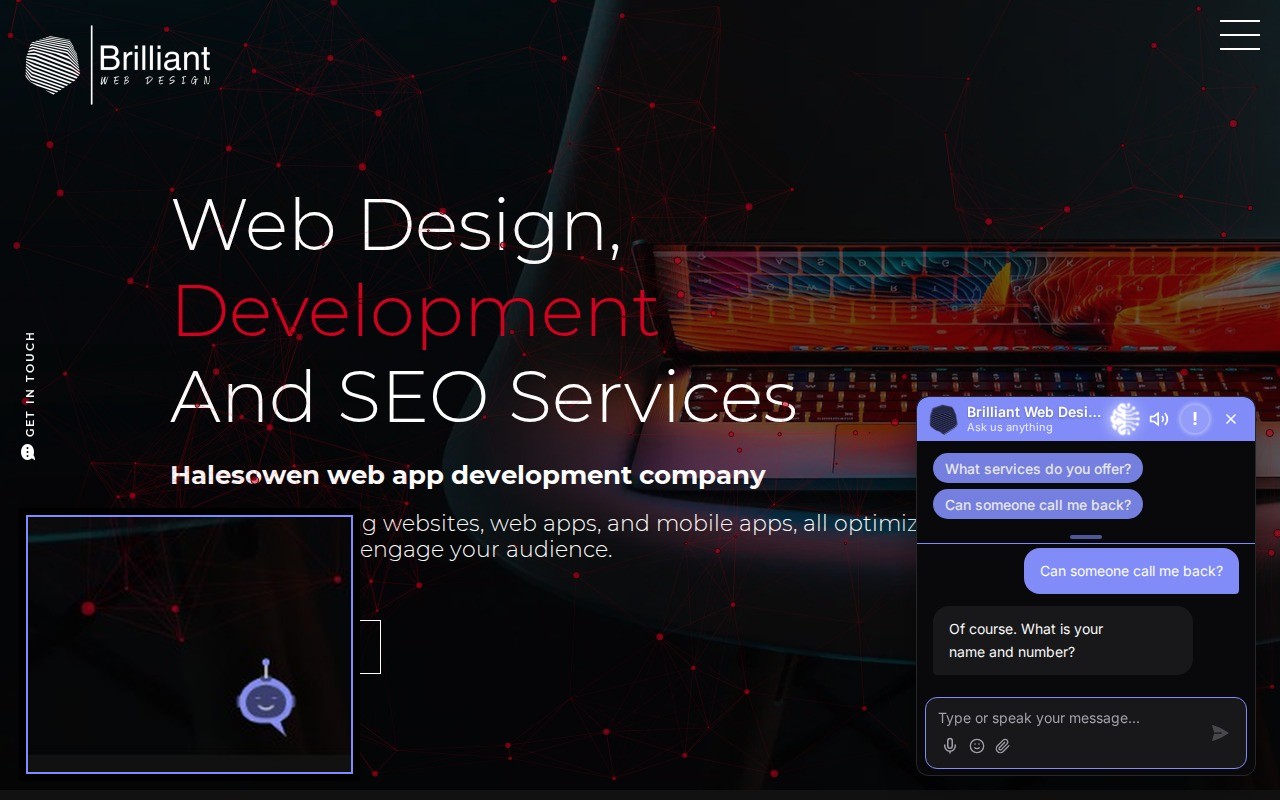 Brilliant
WEB DESIGN
Web Design,
Development
And SEO Services
Halesowen web app development company
g websites, web apps, and mobile apps, all optimiz
engage your audience.
GET IN TOUCH
Brilliant Web Desi...
Ask us anything
What services do you offer?
Can someone call me back?
Can someone call me back?
Of course. What is your
name and number?
Type or speak your message...